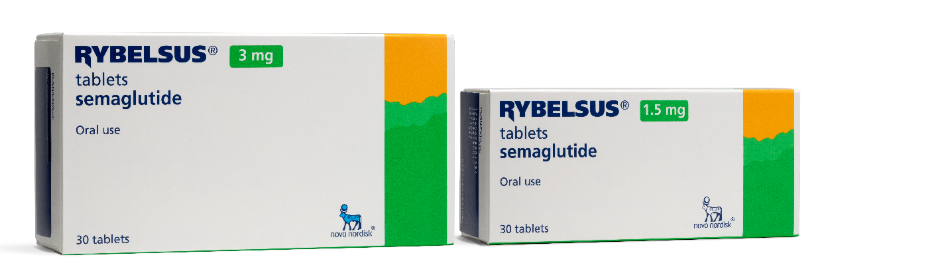 RYBELSUS® 3 mg
tablets
semaglutide
Oral use
novo nordisk®
30 tablets
RYBELSUS® 1.5 mg
tablets
semaglutide
Oral use
novo nordisk®
30 tablets